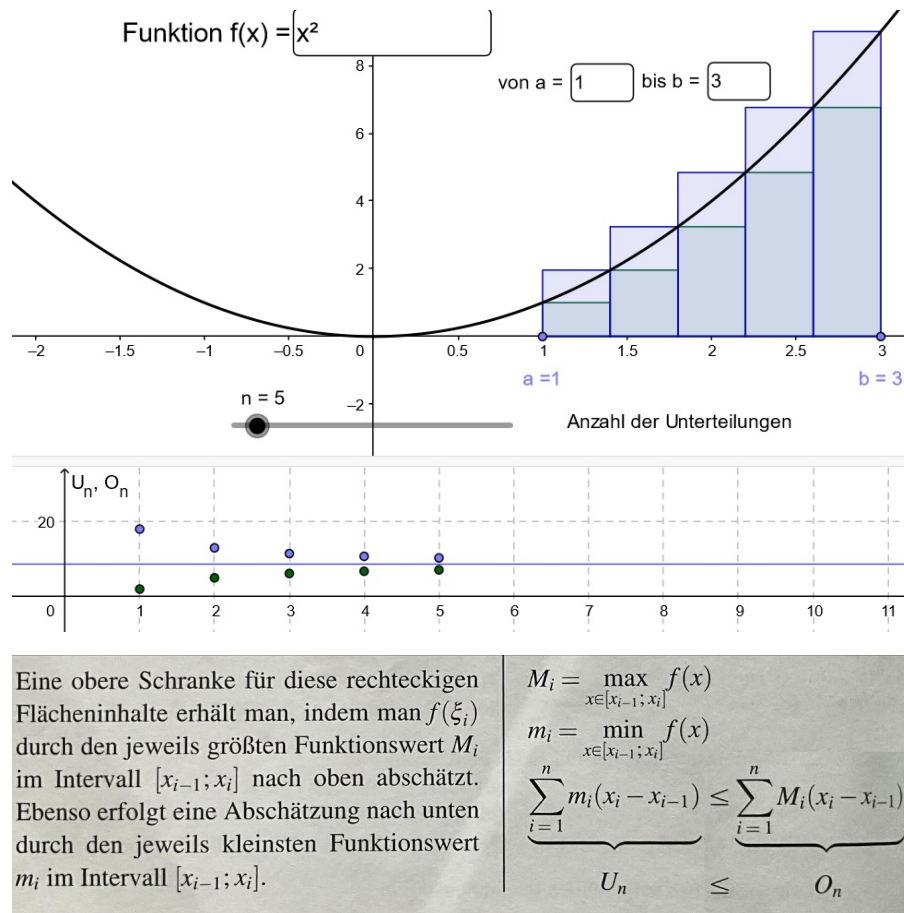 Funktion f(x) = x²
8
von a = 1 bis b = 3
6
4
2
–2 –1.5 –1 –0.5 0 0.5 1 1.5 2 2.5 3
a =1 b = 3
n = 5
–2
Anzahl der Unterteilungen
Uₙ, Oₙ
20
0 1 2 3 4 5 6 7 8 9 10 11
Eine obere Schranke für diese rechteckigen
Flächeninhalte erhält man, indem man f(ξᵢ)
durch den jeweils größten Funktionswert Mᵢ
im Intervall [xᵢ₋₁; xᵢ] nach oben abschätzt.
Ebenso erfolgt eine Abschätzung nach unten
durch den jeweils kleinsten Funktionswert
mᵢ im Intervall [xᵢ₋₁; xᵢ].
Mᵢ = max f(x)
x∈[xᵢ₋₁; xᵢ]
mᵢ = min f(x)
x∈[xᵢ₋₁; xᵢ]
n n
∑ mᵢ(xᵢ – xᵢ₋₁) ≤ ∑ Mᵢ(xᵢ – xᵢ₋₁)
i = 1 i = 1
Uₙ ≤ Oₙ